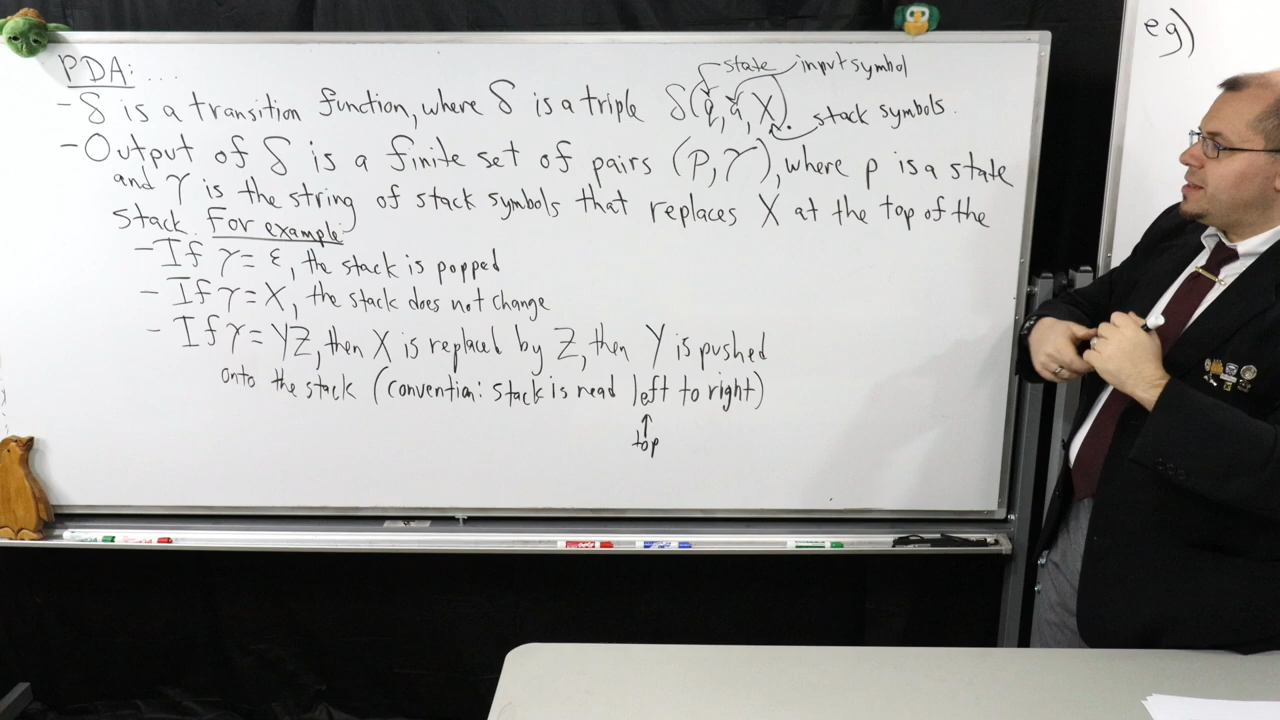 PDA: ...
state input symbol
- δ is a transition function, where δ is a triple δ(q, a, X)
stack symbols.
- Output of δ is a finite set of pairs (p, γ), where p is a state
and γ is the string of stack symbols that replaces X at the top of the
stack. For example:
- If γ = ε, the stack is popped
- If γ = X, the stack does not change
- If γ = YZ, then X is replaced by Z, then Y is pushed
onto the stack (convention: stack is read left to right)
↑
top
eg)